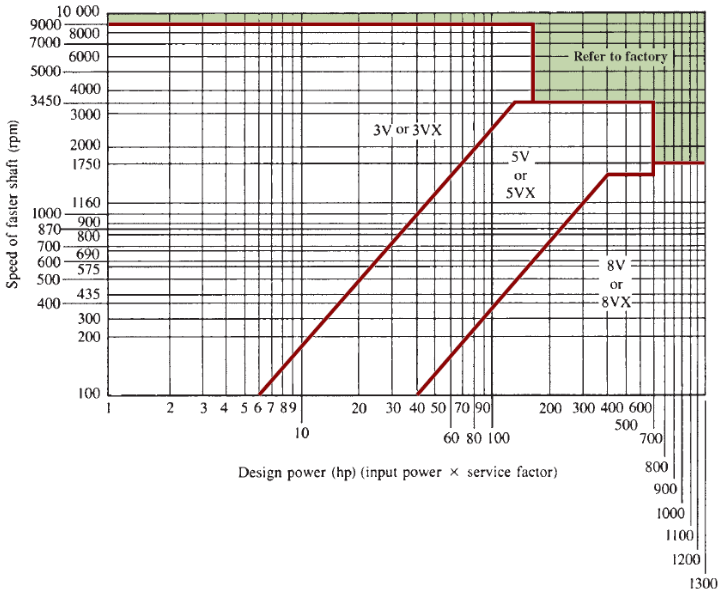 10 000
9000
8000
7000
6000
5000
4000
3450
3000
2000
1750
1160
1000
900
870
800
700
690
600
575
500
435
400
300
200
100
Speed of faster shaft (rpm)
Refer to factory
3V or 3VX
5V
or
5VX
8V
or
8VX
1 2 3 4 5 6 7 8 9 20 30 40 50 70 90 200 300 400 600
10 60 80 100 500 700
800
900
1000
1100
1200
1300
Design power (hp) (input power × service factor)